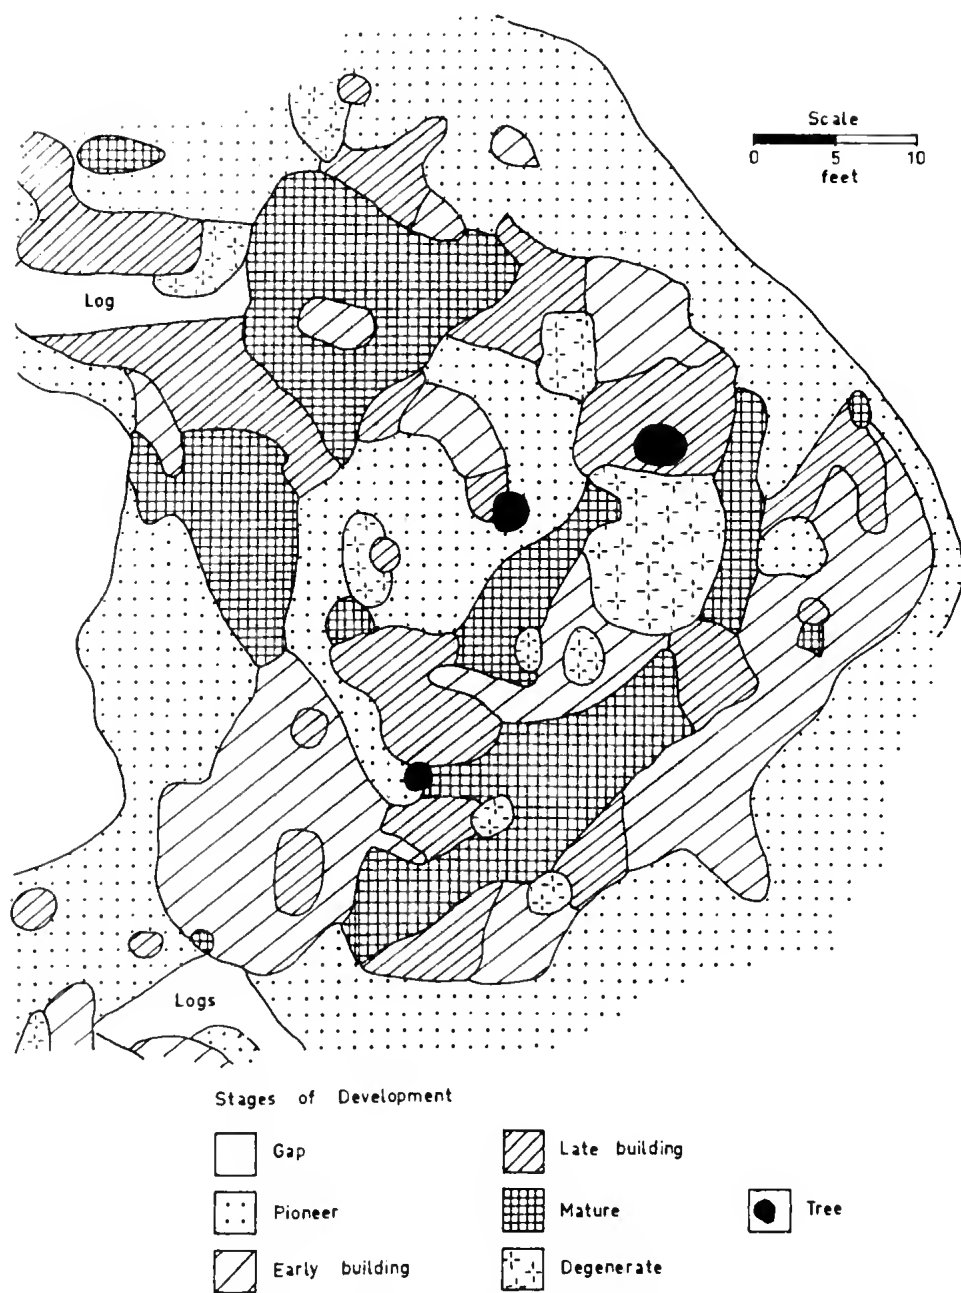 Scale
0 5 10
feet
Log
Logs
Stages of Development
Gap
Late building
Pioneer
Mature
Tree
Early building
Degenerate